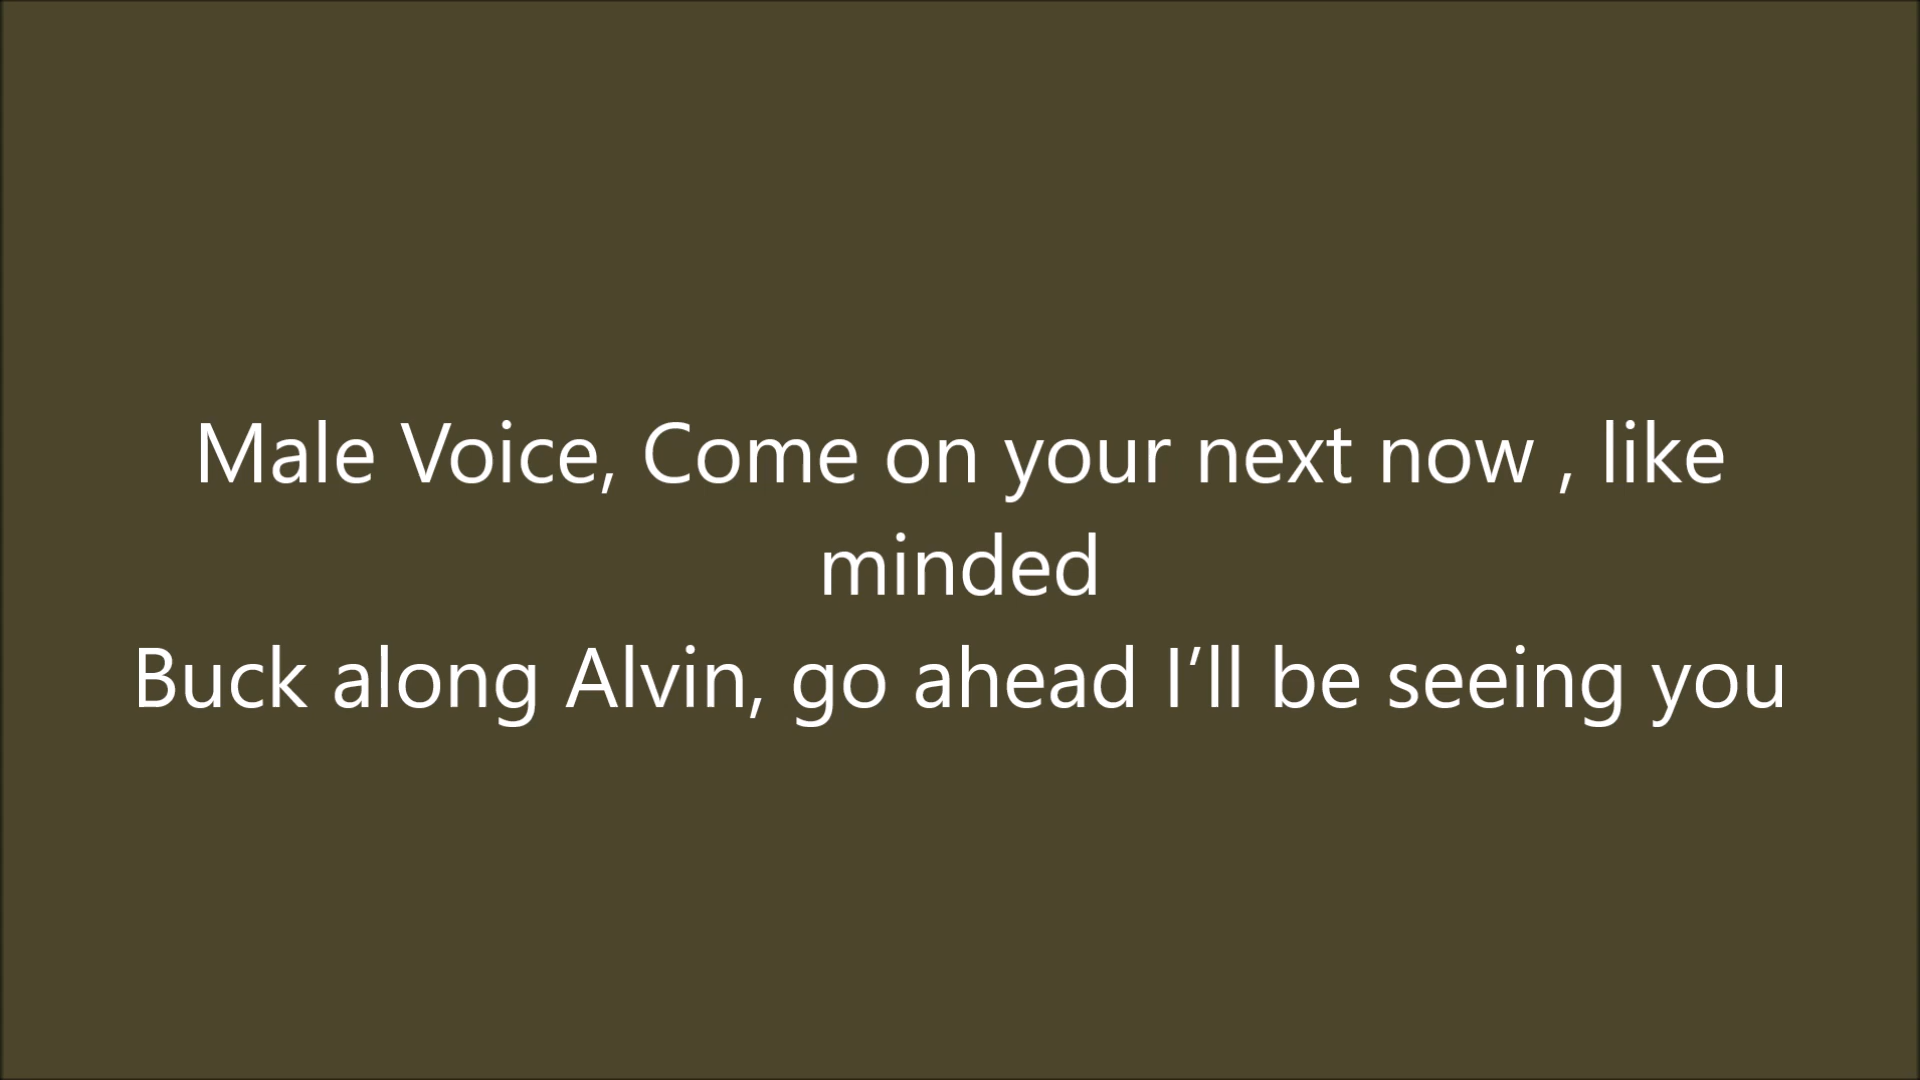 Male Voice, Come on your next now , like
minded
Buck along Alvin, go ahead I’ll be seeing you